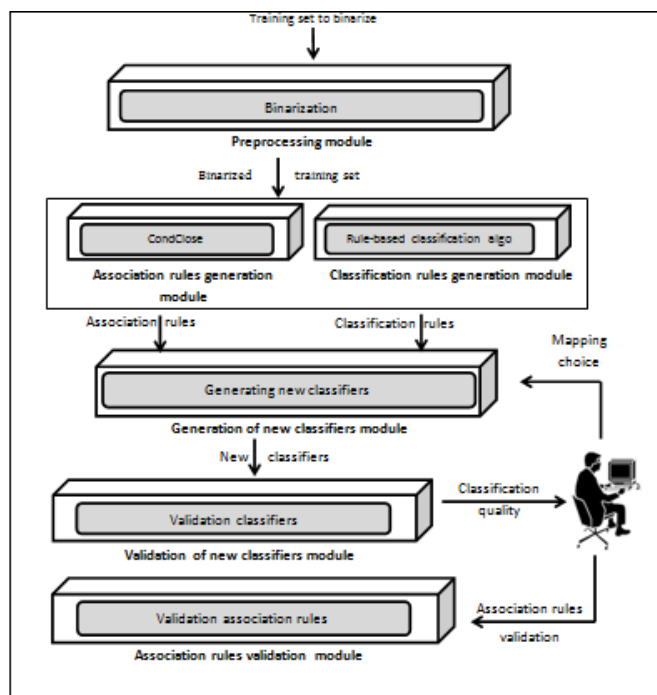 Training set to binarize
Binarization
Preprocessing module
Binarized training set
CondClose
Rule-based classification algo
Association rules generation
module
Classification rules generation module
Association rules
Classification rules
Mapping
choice
Generating new classifiers
Generation of new classifiers module
New classifiers
Classification
quality
Validation classifiers
Validation of new classifiers module
Validation association rules
Association rules
validation
Association rules validation module